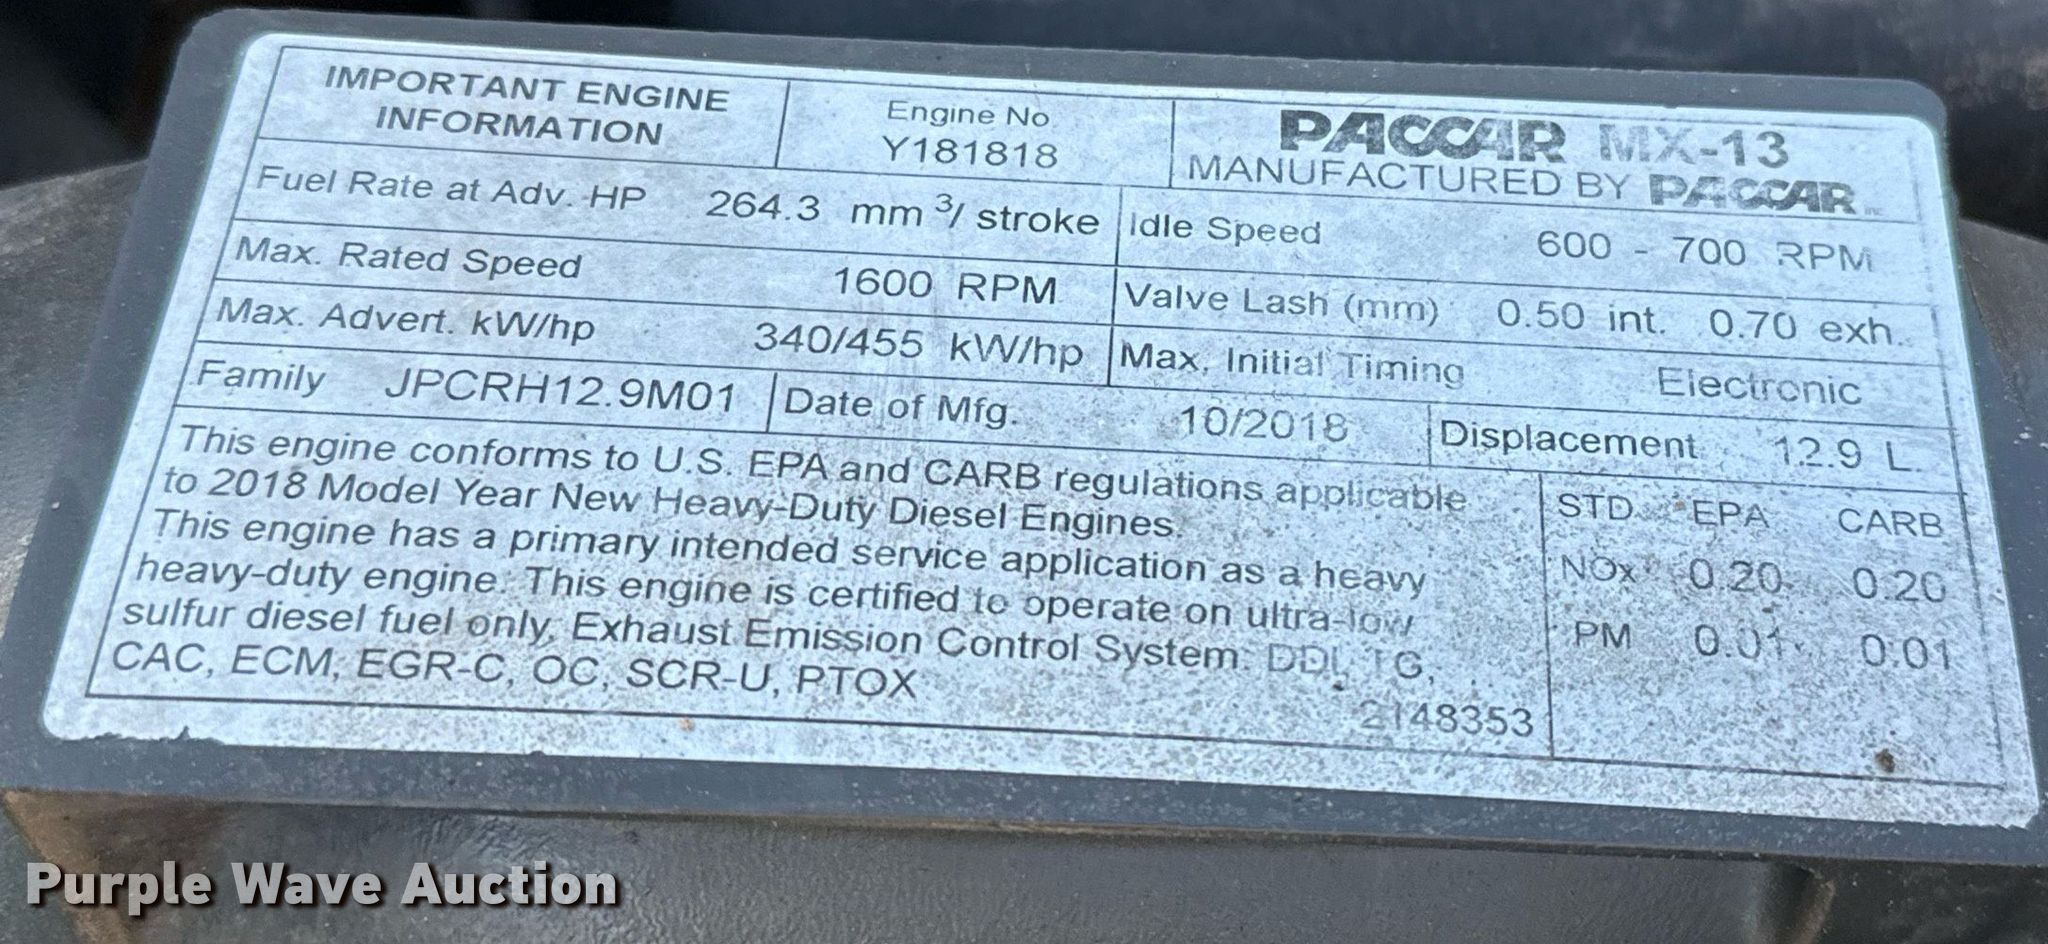 IMPORTANT ENGINE
INFORMATION
Engine No
Y181818
PACCAR MX-13
MANUFACTURED BY PACCAR
Fuel Rate at Adv. HP 264.3 mm ³/ stroke
Idle Speed 600 - 700 RPM
Max. Rated Speed 1600 RPM
Valve Lash (mm) 0.50 int. 0.70 exh.
Max. Advert. kW/hp 340/455 kW/hp
Max. Initial Timing Electronic
Family JPCRH12.9M01
Date of Mfg. 10/2018
Displacement 12.9 L.
This engine conforms to U.S. EPA and CARB regulations applicable
to 2018 Model Year New Heavy-Duty Diesel Engines.
This engine has a primary intended service application as a heavy
heavy-duty engine. This engine is certified to operate on ultra-low
sulfur diesel fuel only. Exhaust Emission Control System: DDI, TC,
CAC, ECM, EGR-C, OC, SCR-U, PTOX
2148353
STD EPA CARB
NOx 0.20 0.20
PM 0.01 0.01
Purple Wave Auction